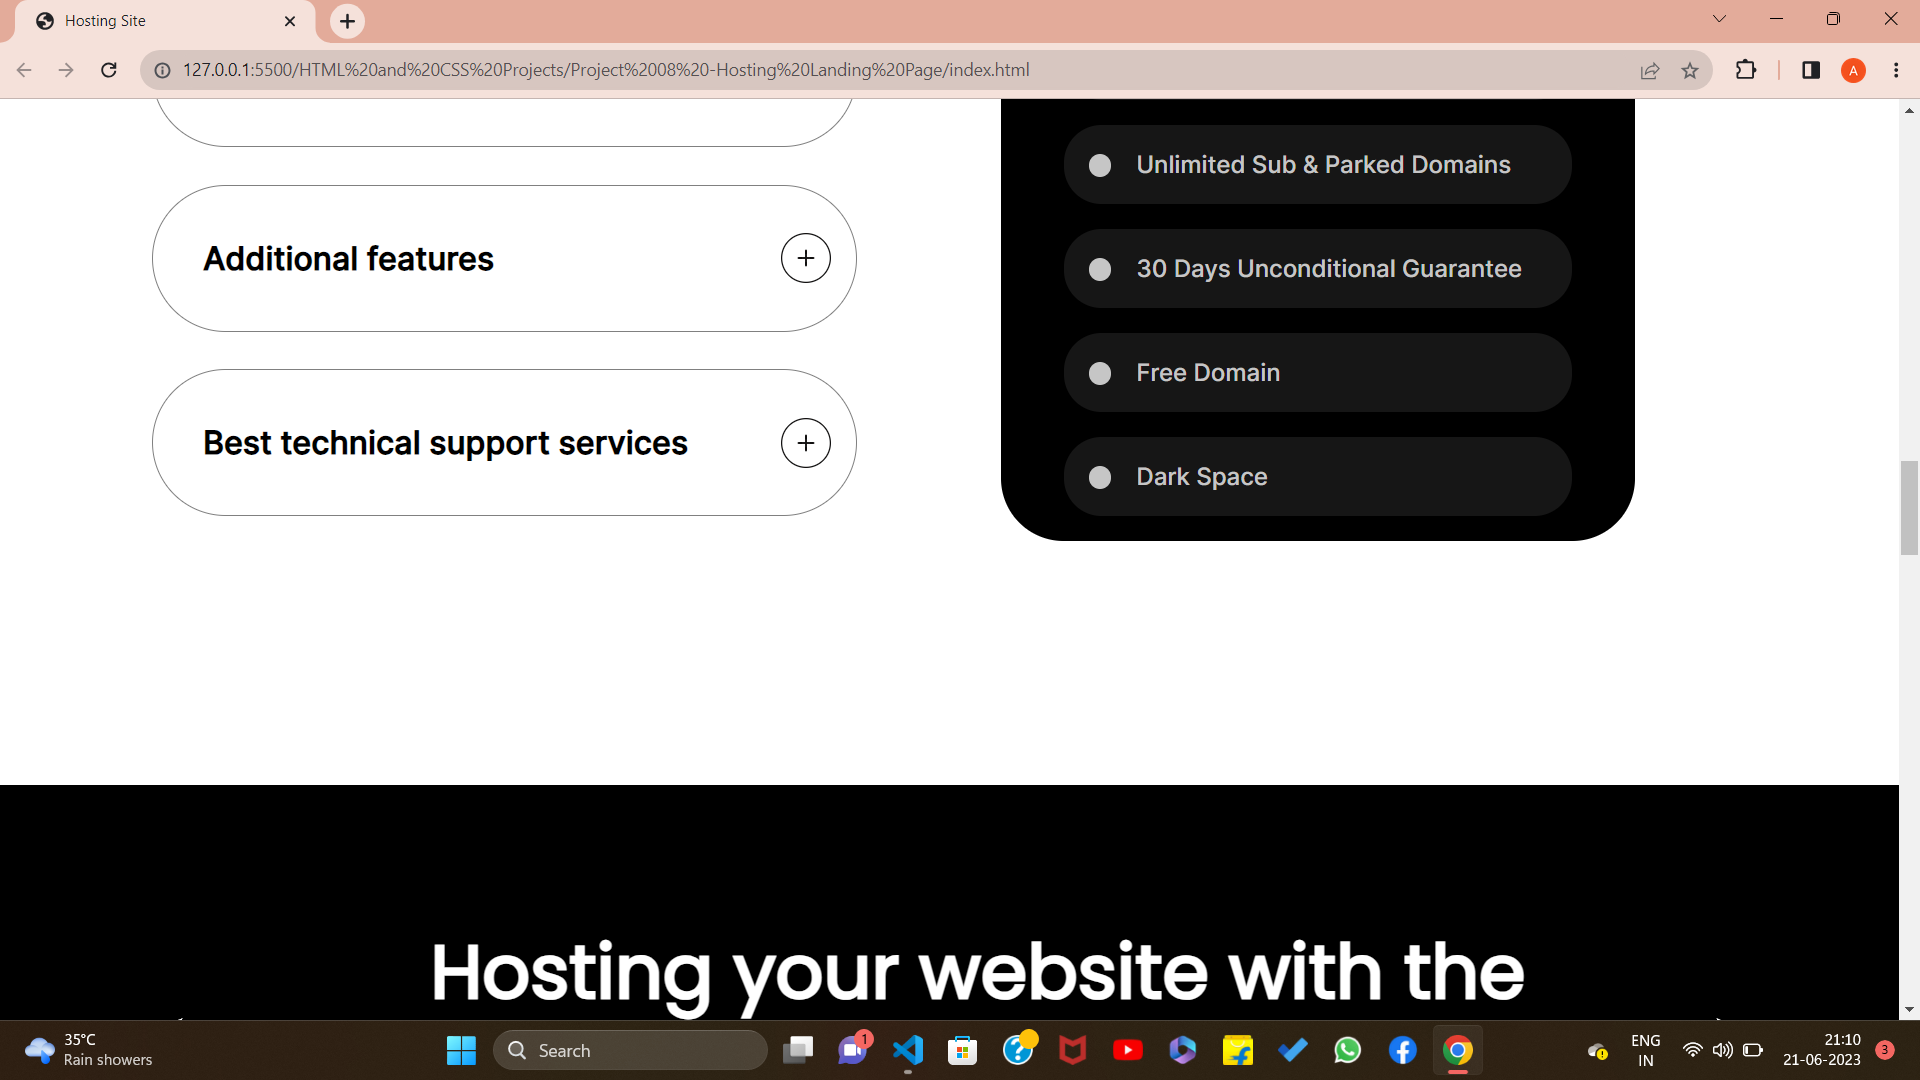 Hosting Site
127.0.0.1:5500/HTML%20and%20CSS%20Projects/Project%2008%20-Hosting%20Landing%20Page/index.html
A
Additional features
Best technical support services
Unlimited Sub & Parked Domains
30 Days Unconditional Guarantee
Free Domain
Dark Space
Hosting your website with the
35°C
Rain showers
Search
1
ENG
IN
21:10
21-06-2023
3